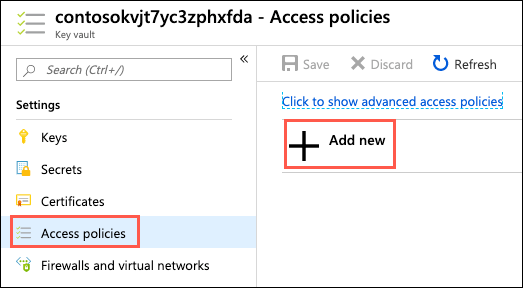 contosokvjt7yc3zphxfda - Access policies
Key vault
Search (Ctrl+/)
«
Settings
Keys
Secrets
Certificates
Access policies
Firewalls and virtual networks
Save
Discard
Refresh
Click to show advanced access policies
Add new